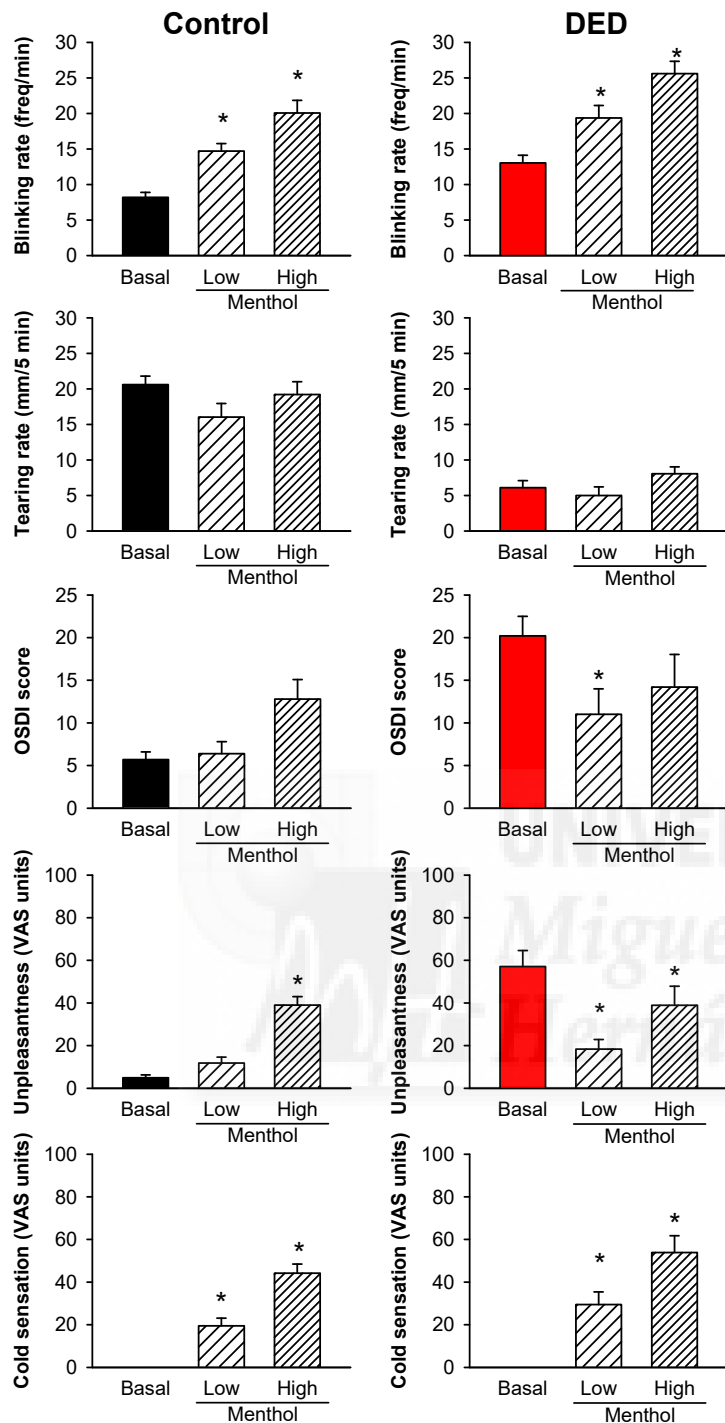 Control
DED
Blinking rate (freq/min)
30
25
20
15
10
5
0
*
*
Basal
Low
High
Menthol
Blinking rate (freq/min)
30
25
20
15
10
5
0
*
*
Basal
Low
High
Menthol
Tearing rate (mm/5 min)
30
25
20
15
10
5
0
Basal
Low
High
Menthol
Tearing rate (mm/5 min)
30
25
20
15
10
5
0
Basal
Low
High
Menthol
OSDI score
25
20
15
10
5
0
Basal
Low
High
Menthol
OSDI score
25
20
15
10
5
0
*
Basal
Low
High
Menthol
Unpleasantness (VAS units)
100
80
60
40
20
0
*
Basal
Low
High
Menthol
Unpleasantness (VAS units)
100
80
60
40
20
0
*
*
Basal
Low
High
Menthol
Cold sensation (VAS units)
100
80
60
40
20
0
*
*
Basal
Low
High
Menthol
Cold sensation (VAS units)
100
80
60
40
20
0
*
*
Basal
Low
High
Menthol